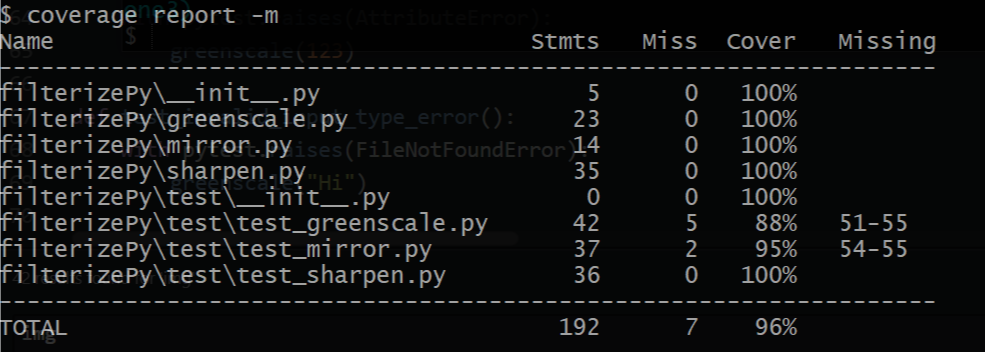 $ coverage report -m
Name Stmts Miss Cover Missing
--------------------------------------------------------------------
filterizePy\__init__.py 5 0 100%
filterizePy\greenscale.py 23 0 100%
filterizePy\mirror.py 14 0 100%
filterizePy\sharpen.py 35 0 100%
filterizePy\test\__init__.py 0 0 100%
filterizePy\test\test_greenscale.py 42 5 88% 51-55
filterizePy\test\test_mirror.py 37 2 95% 54-55
filterizePy\test\test_sharpen.py 36 0 100%
--------------------------------------------------------------------
TOTAL 192 7 96%